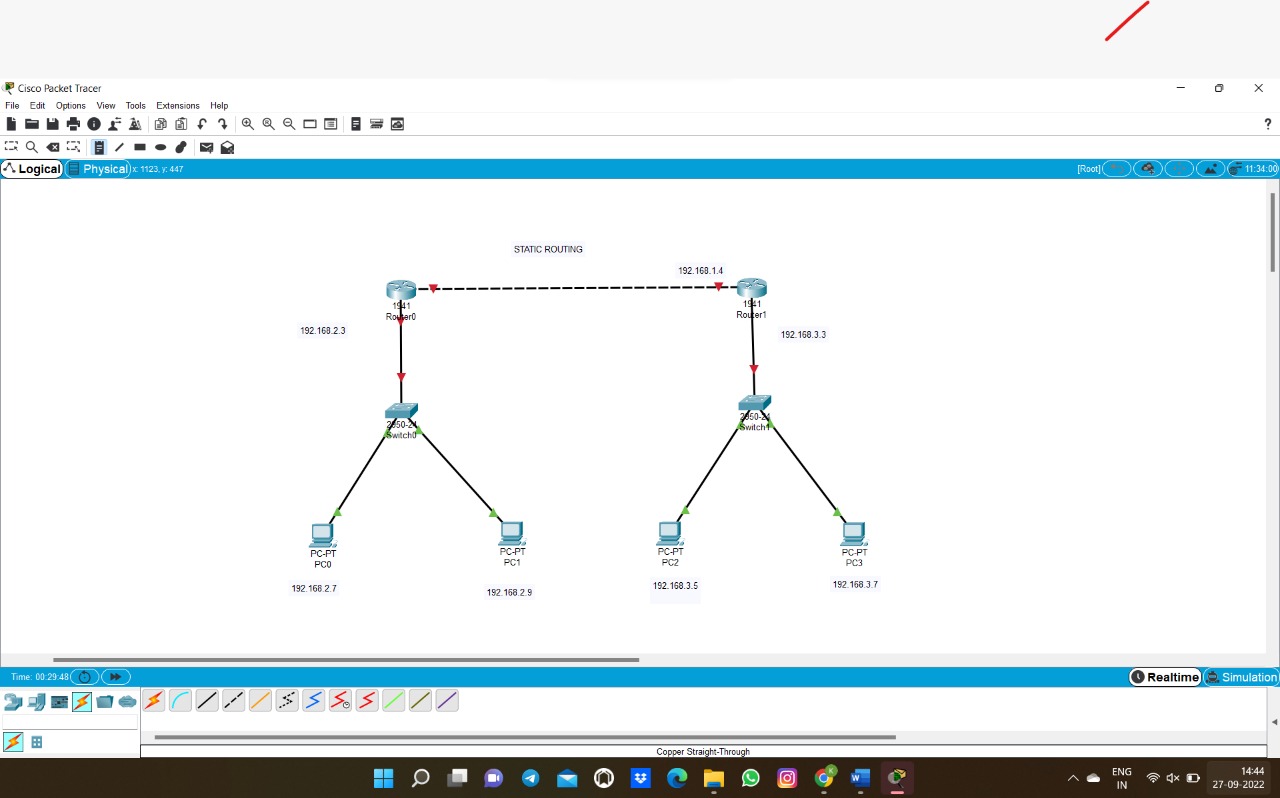 Cisco Packet Tracer
File Edit Options View Tools Extensions Help
?
Logical Physical x: 1123, y: 447 [Root] 11:34:00
STATIC ROUTING
192.168.1.4
1941
Router0
1941
Router1
192.168.2.3
192.168.3.3
2950-24
Switch0
2950-24
Switch1
PC-PT
PC0
PC-PT
PC1
PC-PT
PC2
PC-PT
PC3
192.168.2.7
192.168.2.9
192.168.3.5
192.168.3.7
Time: 00:29:48 Realtime Simulation
Copper Straight-Through
ENG
IN
14:44
27-09-2022